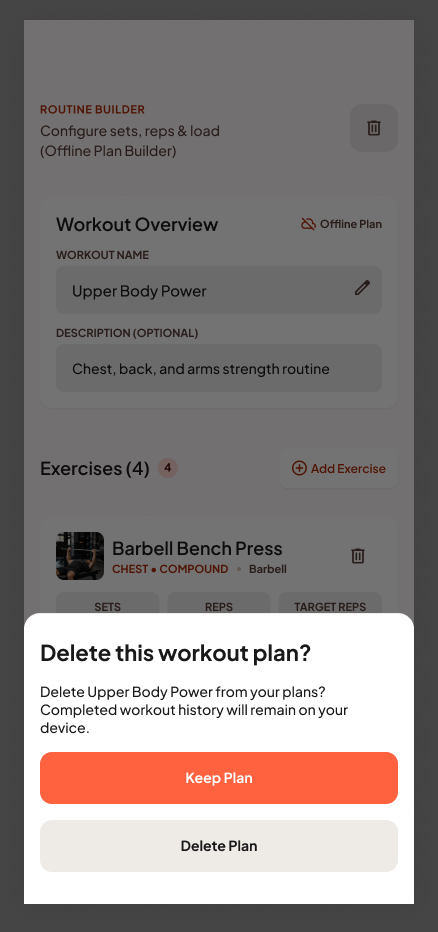 ROUTINE BUILDER
Configure sets, reps & load
(Offline Plan Builder)
Workout Overview
Offline Plan
WORKOUT NAME
Upper Body Power
DESCRIPTION (OPTIONAL)
Chest, back, and arms strength routine
Exercises (4) 4
Add Exercise
Barbell Bench Press
CHEST • COMPOUND • Barbell
SETS REPS TARGET REPS
Delete this workout plan?
Delete Upper Body Power from your plans?
Completed workout history will remain on your
device.
Keep Plan
Delete Plan